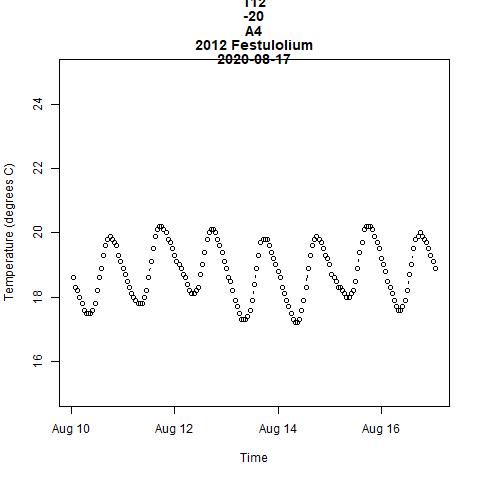 T12
-20
A4
2012 Festulolium
2020-08-17
Temperature (degrees C)
24
22
20
18
16
Aug 10 Aug 12 Aug 14 Aug 16
Time